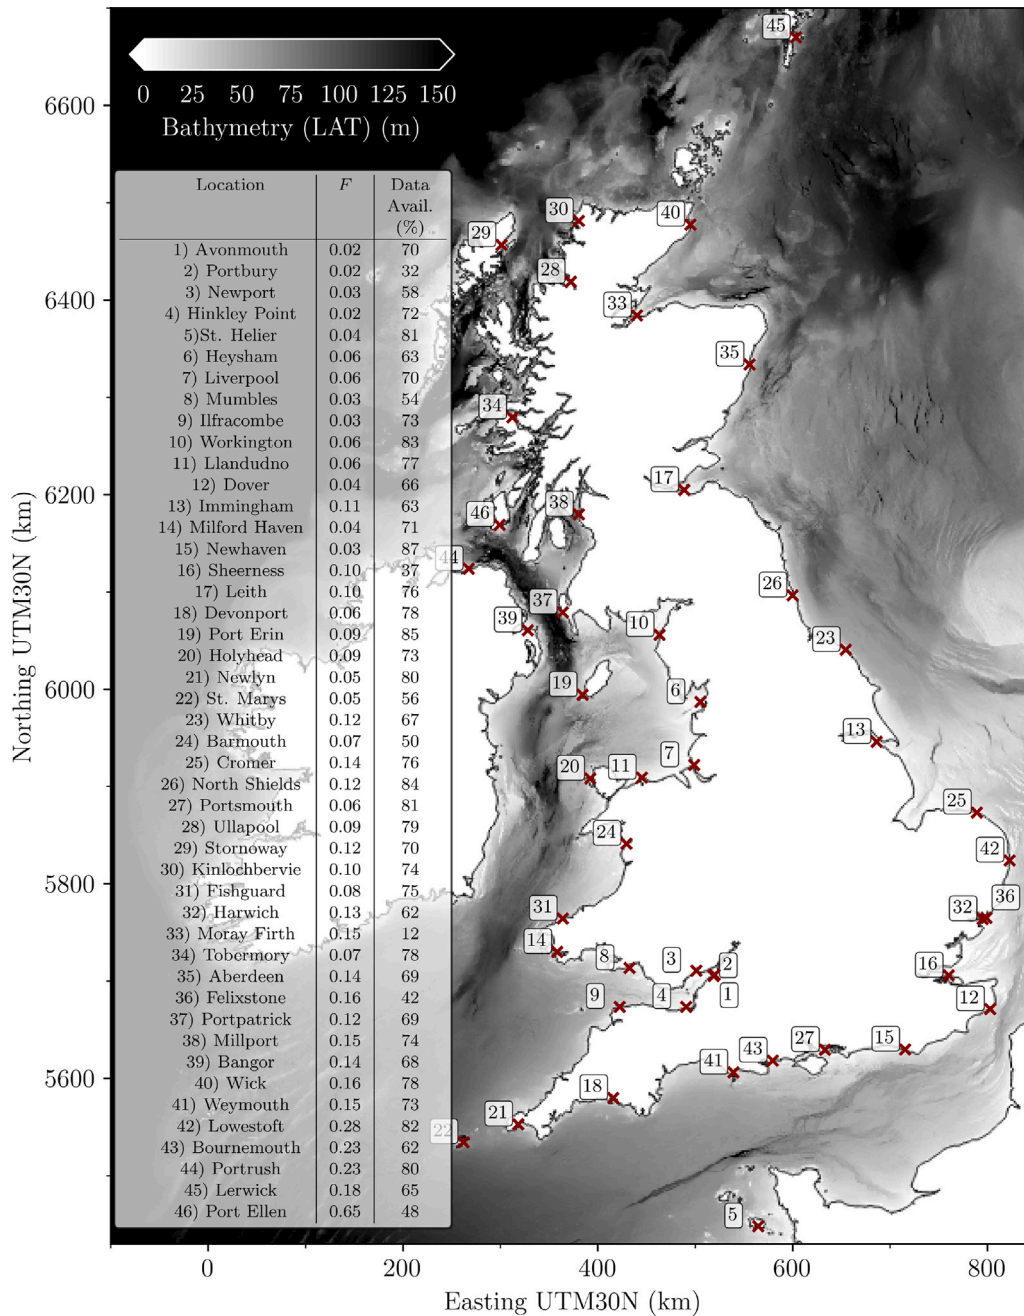 45
0 25 50 75 100 125 150
Bathymetry (LAT) (m)
6600
6400
6200
6000
5800
5600
Northing UTM30N (km)
Location F Data
Avail.
(%)
1) Avonmouth 0.02 70
2) Portbury 0.02 32
3) Newport 0.03 58
4) Hinkley Point 0.02 72
5)St. Helier 0.04 81
6) Heysham 0.06 63
7) Liverpool 0.06 70
8) Mumbles 0.03 54
9) Ilfracombe 0.03 73
10) Workington 0.06 83
11) Llandudno 0.06 77
12) Dover 0.04 66
13) Immingham 0.11 63
14) Milford Haven 0.04 71
15) Newhaven 0.03 87
16) Sheerness 0.10 37
17) Leith 0.10 76
18) Devonport 0.06 78
19) Port Erin 0.09 85
20) Holyhead 0.09 73
21) Newlyn 0.05 80
22) St. Marys 0.05 56
23) Whitby 0.12 67
24) Barmouth 0.07 50
25) Cromer 0.14 76
26) North Shields 0.12 84
27) Portsmouth 0.06 81
28) Ullapool 0.09 79
29) Stornoway 0.12 70
30) Kinlochbervie 0.10 74
31) Fishguard 0.08 75
32) Harwich 0.13 62
33) Moray Firth 0.15 12
34) Tobermory 0.07 78
35) Aberdeen 0.14 69
36) Felixstone 0.16 42
37) Portpatrick 0.12 69
38) Millport 0.15 74
39) Bangor 0.14 68
40) Wick 0.16 78
41) Weymouth 0.15 73
42) Lowestoft 0.28 82
43) Bournemouth 0.23 62
44) Portrush 0.23 80
45) Lerwick 0.18 65
46) Port Ellen 0.65 48
30
40
29
28
33
35
34
17
46
38
44
26
37
39
10
23
19
6
13
7
20
11
25
24
42
31
36
32
14
8
3
2
16
9
4
1
12
27
15
43
41
18
21
22
5
0 200 400 600 800
Easting UTM30N (km)